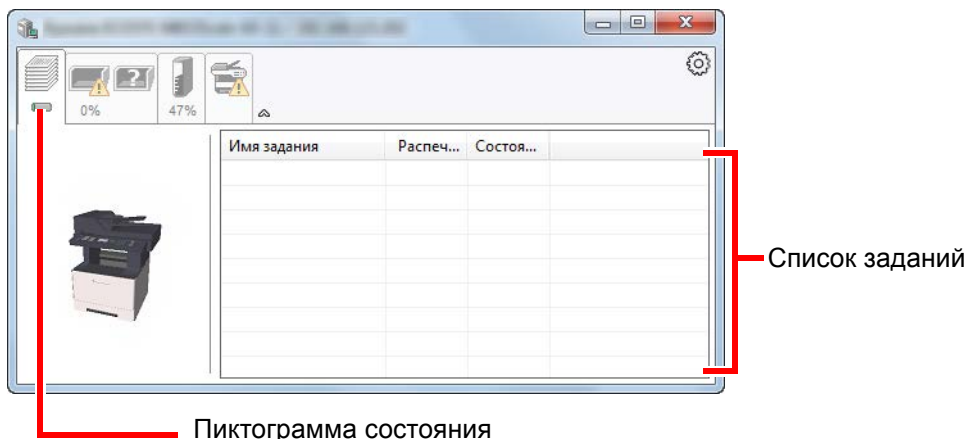 0%
47%
Имя задания Распеч... Состоя...
Список заданий
Пиктограмма состояния